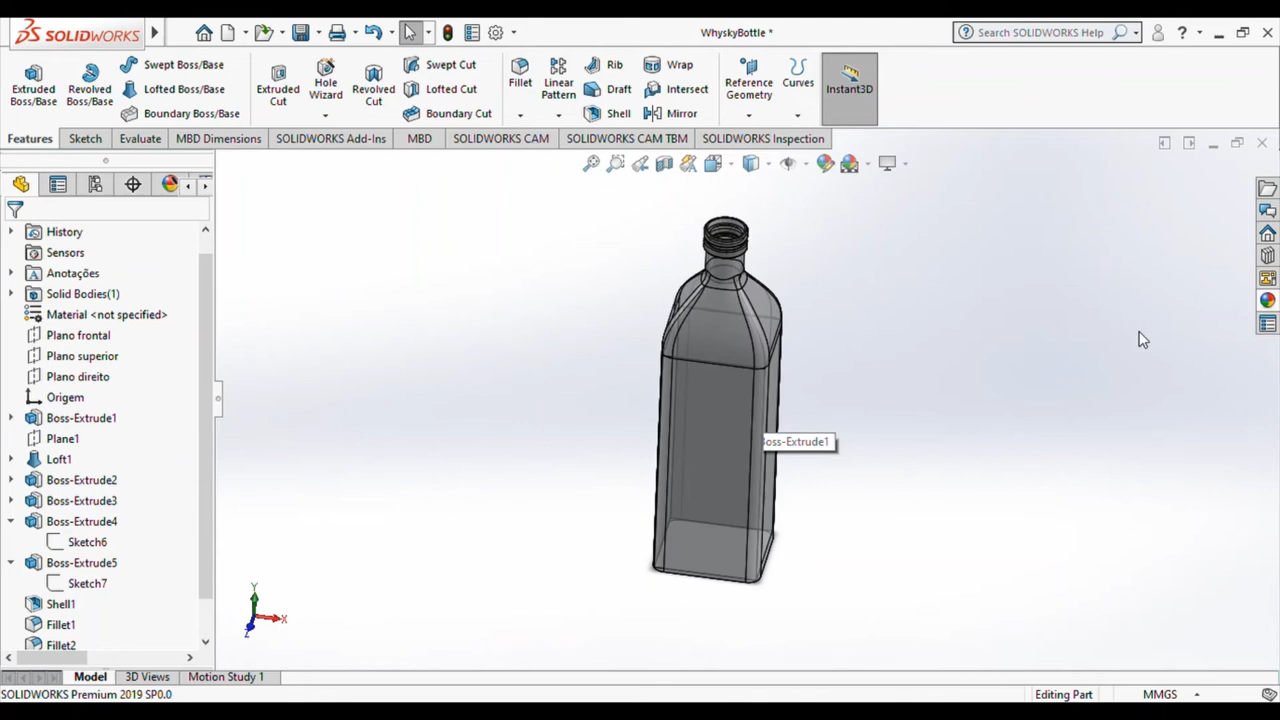 SOLIDWORKS
WhyskyBottle *
Search SOLIDWORKS Help
?
Extruded Boss/Base
Revolved Boss/Base
Swept Boss/Base
Lofted Boss/Base
Boundary Boss/Base
Extruded Cut
Hole Wizard
Revolved Cut
Swept Cut
Lofted Cut
Boundary Cut
Fillet
Linear Pattern
Rib
Draft
Shell
Wrap
Intersect
Mirror
Reference Geometry
Curves
Instant3D
Features
Sketch
Evaluate
MBD Dimensions
SOLIDWORKS Add-Ins
MBD
SOLIDWORKS CAM
SOLIDWORKS CAM TBM
SOLIDWORKS Inspection
History
Sensors
Anotações
Solid Bodies(1)
Material <not specified>
Plano frontal
Plano superior
Plano direito
Origem
Boss-Extrude1
Plane1
Loft1
Boss-Extrude2
Boss-Extrude3
Boss-Extrude4
Sketch6
Boss-Extrude5
Sketch7
Shell1
Fillet1
Fillet2
Boss-Extrude1
Y
X
Z
Model
3D Views
Motion Study 1
SOLIDWORKS Premium 2019 SP0.0
Editing Part
MMGS